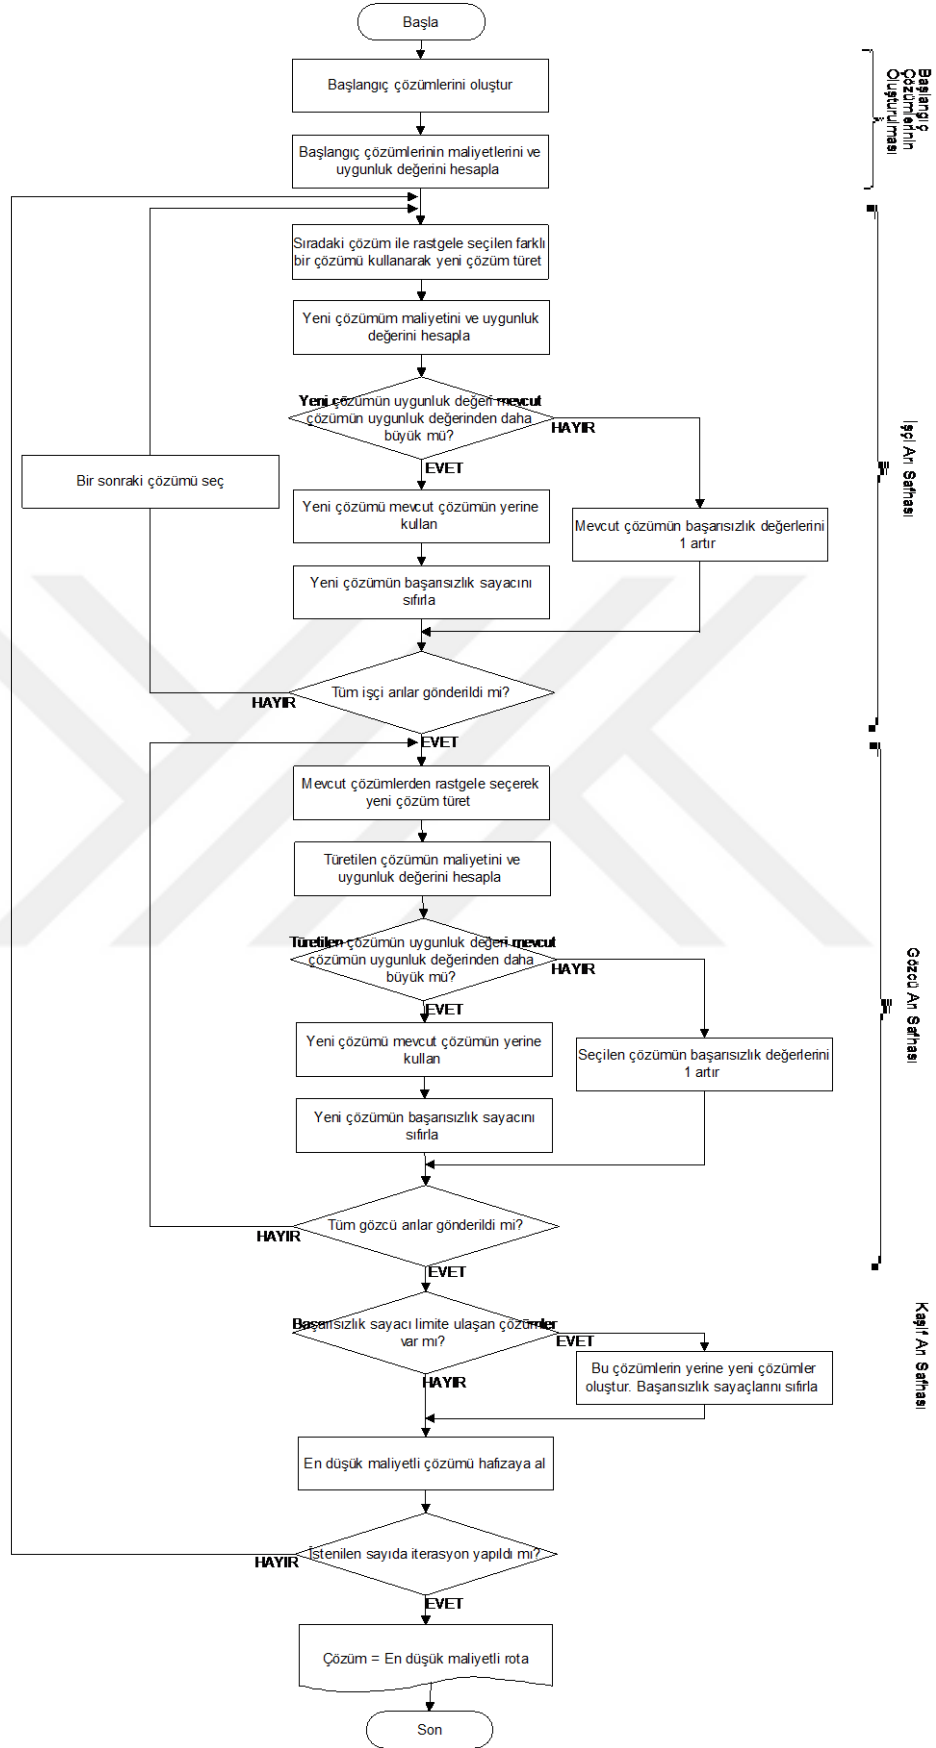 Başla
Başlangıç çözümlerini oluştur
Başlangıç çözümlerinin maliyetlerini ve
uygunluk değerini hesapla
Başlangıç
Çözümlerinin
Oluşturulması
Sıradaki çözüm ile rastgele seçilen farklı
bir çözümü kullanarak yeni çözüm türet
Yeni çözümüm maliyetini ve uygunluk
değerini hesapla
Yeni çözümün uygunluk değeri mevcut
çözümün uygunluk değerinden daha
büyük mü?
HAYIR
EVET
Bir sonraki çözümü seç
Yeni çözümü mevcut çözümün yerine
kullan
Mevcut çözümün başarısızlık değerlerini
1 artır
Yeni çözümün başarısızlık sayacını
sıfırla
Tüm işçi arılar gönderildi mi?
HAYIR
EVET
İşçi Arı Safhası
Mevcut çözümlerden rastgele seçerek
yeni çözüm türet
Türetilen çözümün maliyetini ve
uygunluk değerini hesapla
Türetilen çözümün uygunluk değeri mevcut
çözümün uygunluk değerinden daha
büyük mü?
HAYIR
EVET
Yeni çözümü mevcut çözümün yerine
kullan
Seçilen çözümün başarısızlık değerlerini
1 artır
Yeni çözümün başarısızlık sayacını
sıfırla
Tüm gözcü arılar gönderildi mi?
HAYIR
EVET
Gözcü Arı Safhası
Başarısızlık sayacı limite ulaşan çözümler
var mı?
EVET
HAYIR
Bu çözümlerin yerine yeni çözümler
oluştur. Başarısızlık sayaçlarını sıfırla
Kaşif Arı Safhası
En düşük maliyetli çözümü hafızaya al
İstenilen sayıda iterasyon yapıldı mı?
HAYIR
EVET
Çözüm = En düşük maliyetli rota
Son